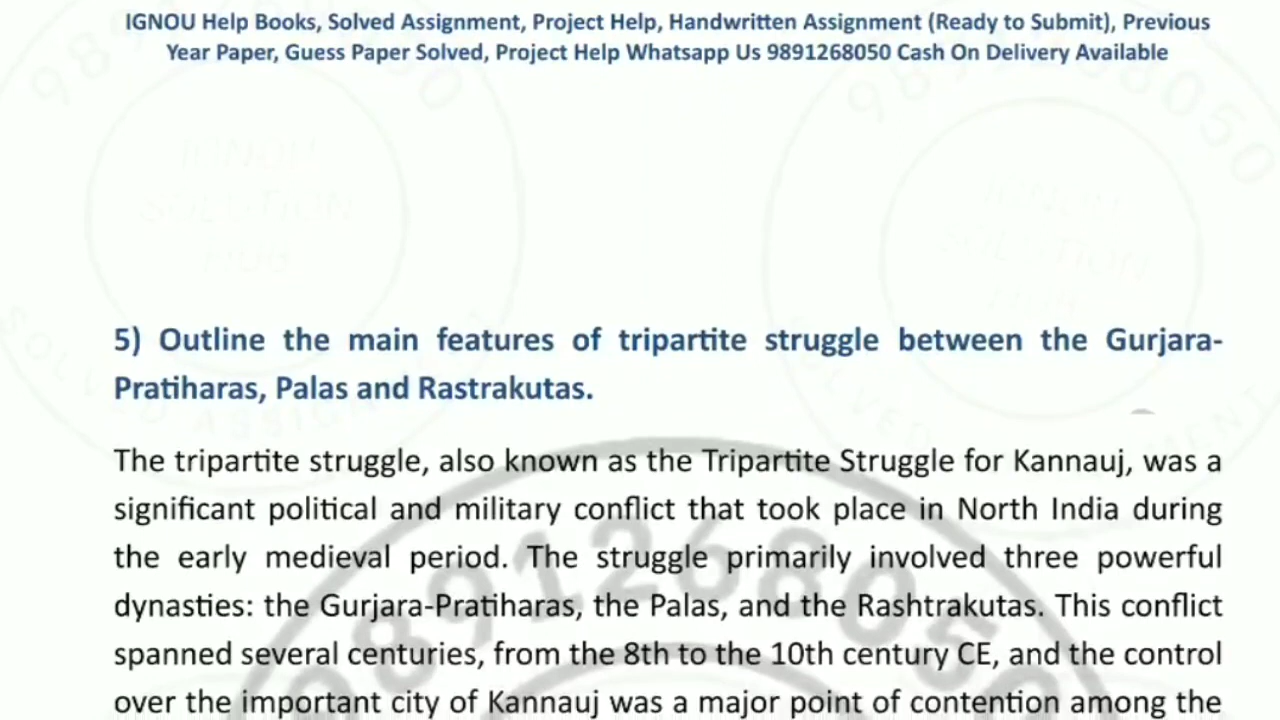 IGNOU Help Books, Solved Assignment, Project Help, Handwritten Assignment (Ready to Submit), Previous
Year Paper, Guess Paper Solved, Project Help Whatsapp Us 9891268050 Cash On Delivery Available
5) Outline the main features of tripartite struggle between the Gurjara-
Pratiharas, Palas and Rastrakutas.
The tripartite struggle, also known as the Tripartite Struggle for Kannauj, was a
significant political and military conflict that took place in North India during
the early medieval period. The struggle primarily involved three powerful
dynasties: the Gurjara-Pratiharas, the Palas, and the Rashtrakutas. This conflict
spanned several centuries, from the 8th to the 10th century CE, and the control
over the important city of Kannauj was a major point of contention among the
9891268050